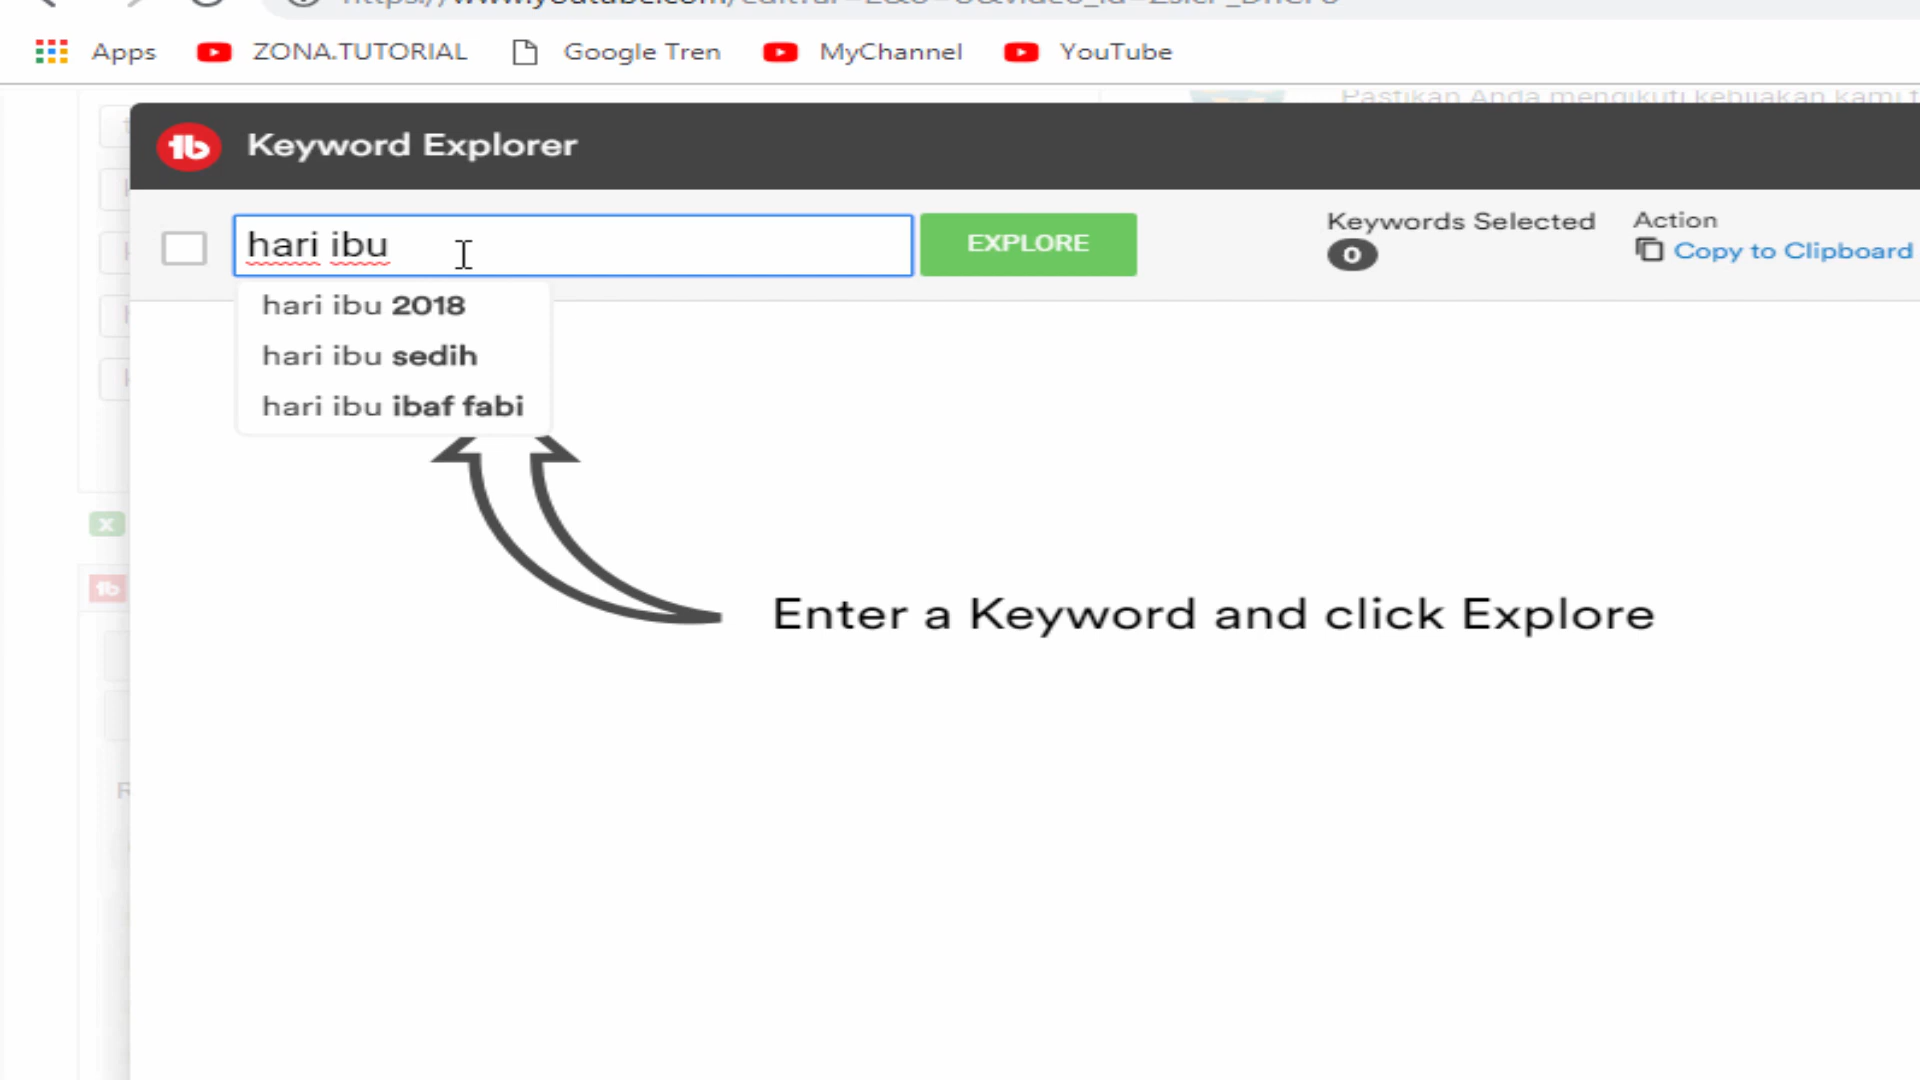 Apps ZONA.TUTORIAL Google Tren MyChannel YouTube
Keyword Explorer
hari ibu
EXPLORE
Keywords Selected
0
Action
Copy to Clipboard
hari ibu 2018
hari ibu sedih
hari ibu ibaf fabi
Enter a Keyword and click Explore